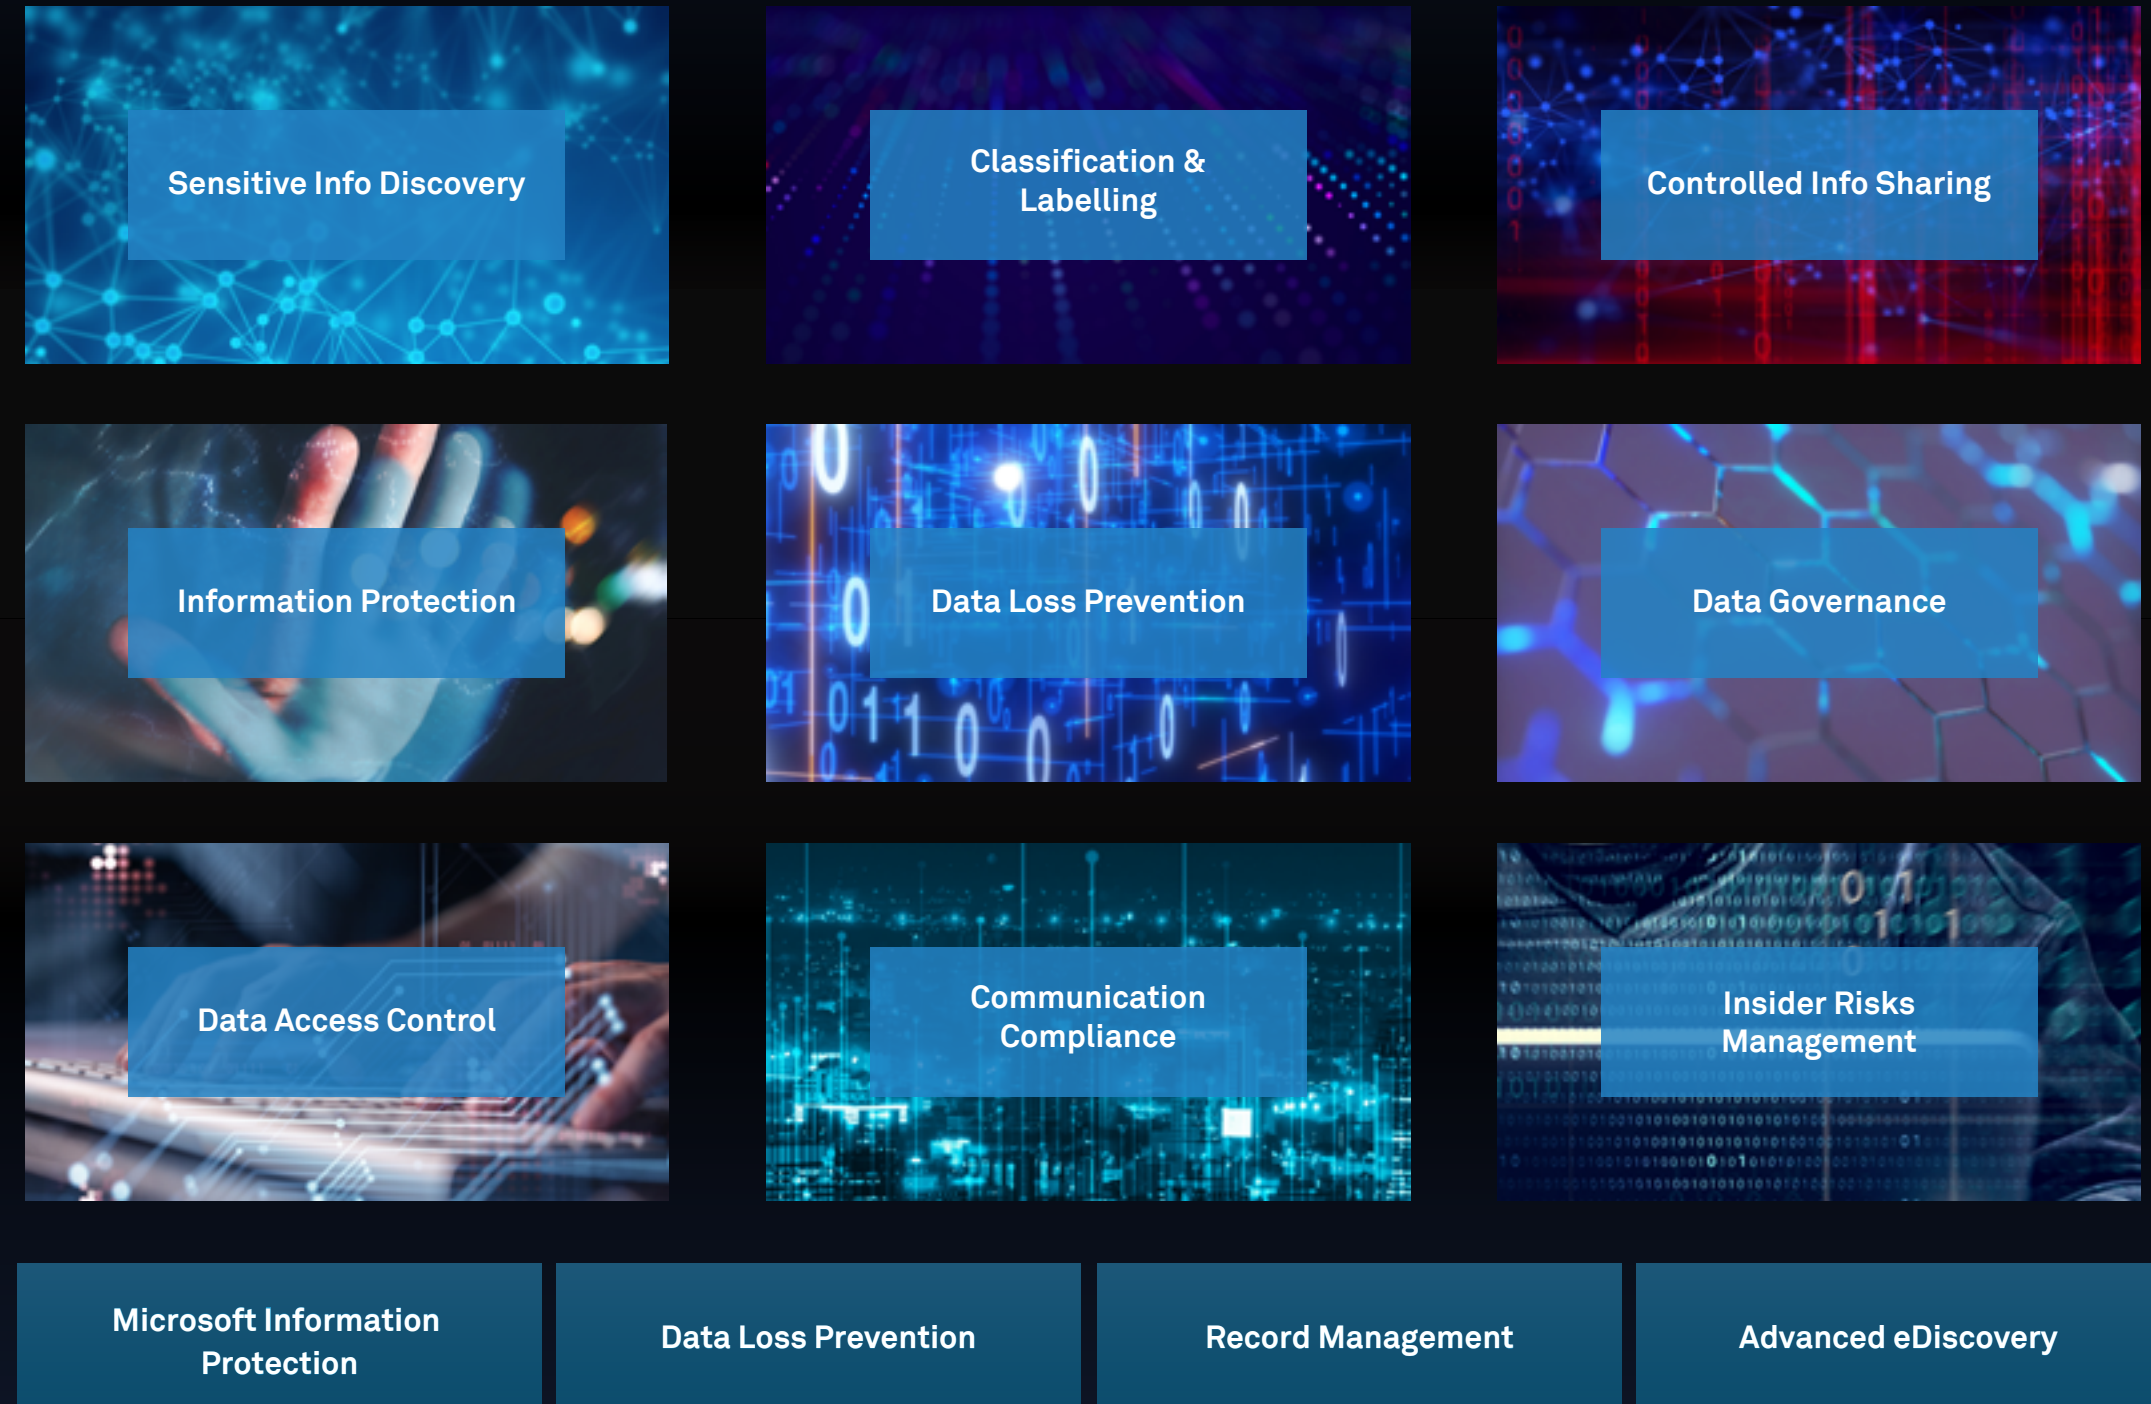 Sensitive Info Discovery
Classification &
Labelling
Controlled Info Sharing
Information Protection
Data Loss Prevention
Data Governance
Data Access Control
Communication
Compliance
Insider Risks
Management
Microsoft Information
Protection
Data Loss Prevention
Record Management
Advanced eDiscovery